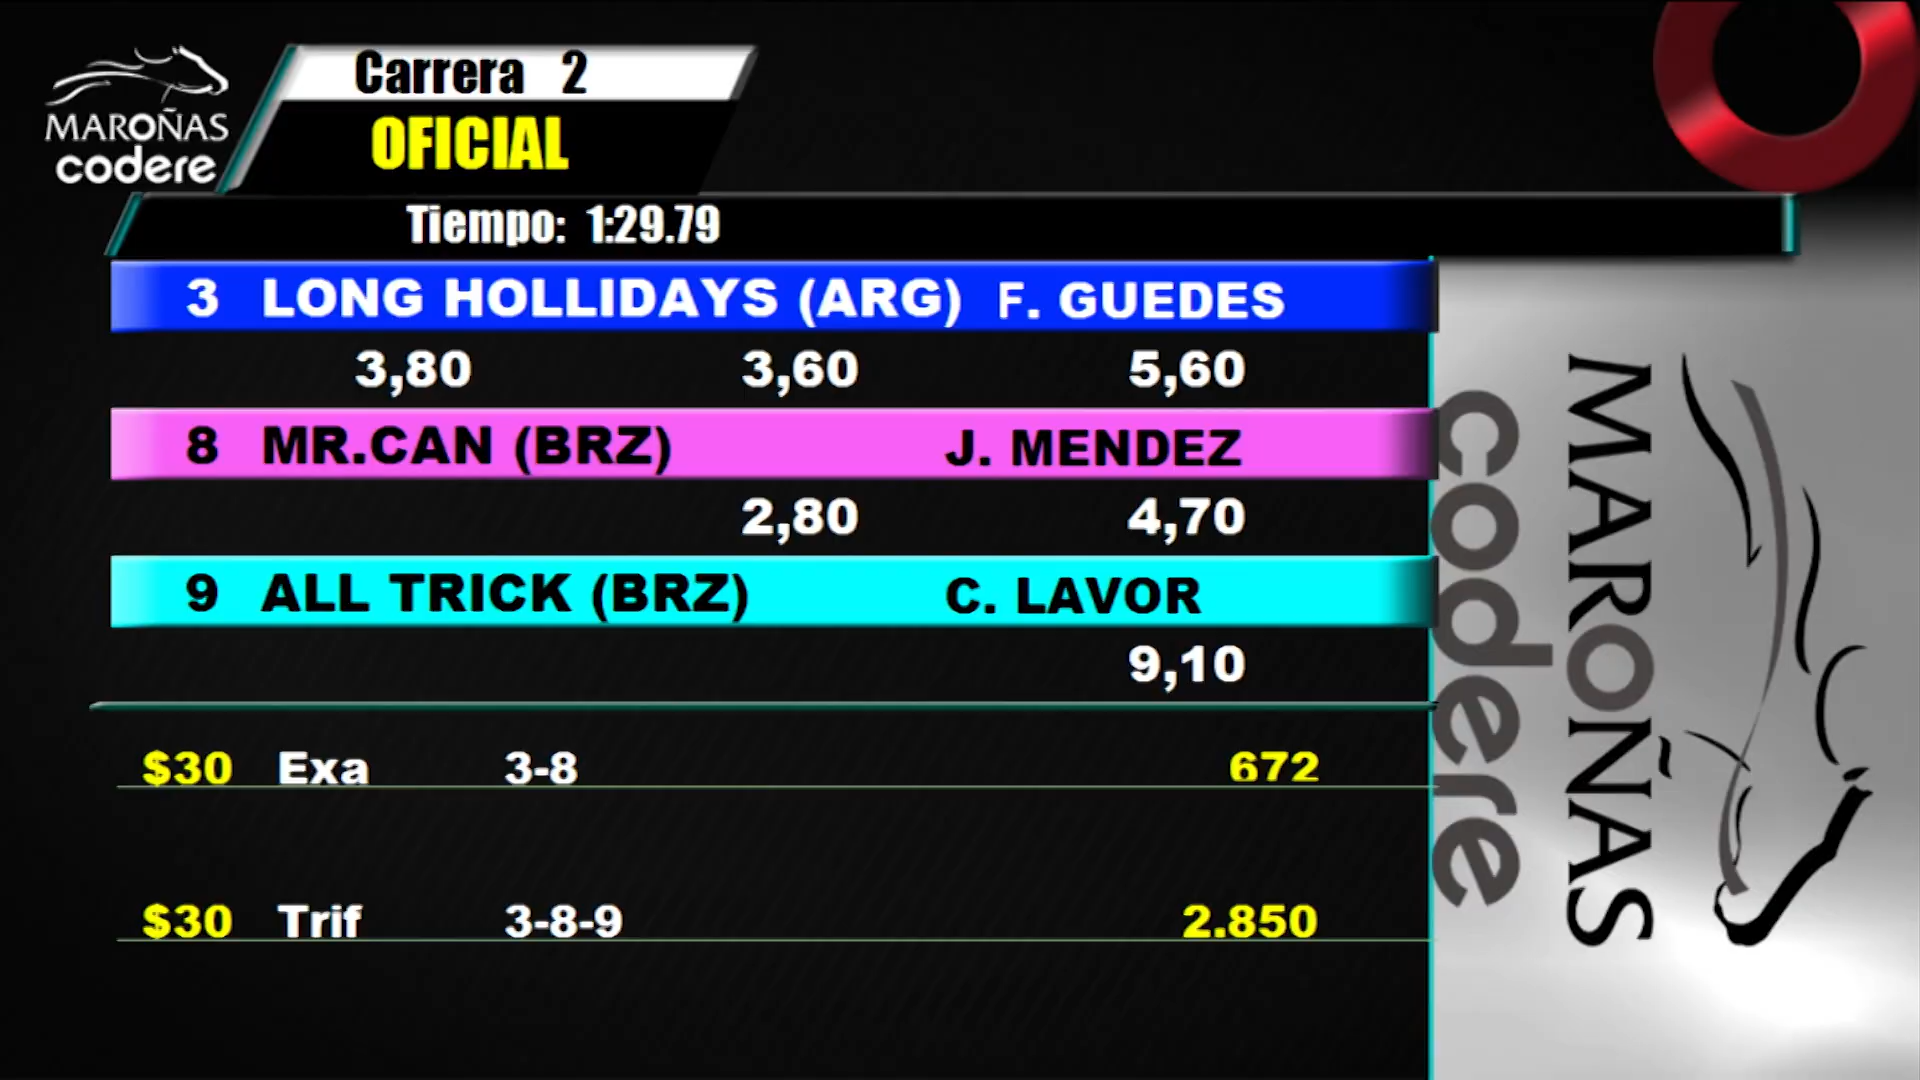 MAROÑAS
codere
Carrera 2
OFICIAL
Tiempo: 1:29.79
3 LONG HOLLIDAYS (ARG) F. GUEDES
3,80 3,60 5,60
8 MR.CAN (BRZ) J. MENDEZ
2,80 4,70
9 ALL TRICK (BRZ) C. LAVOR
9,10
$30 Exa 3-8 672
$30 Trif 3-8-9 2.850
MAROÑAS
codere